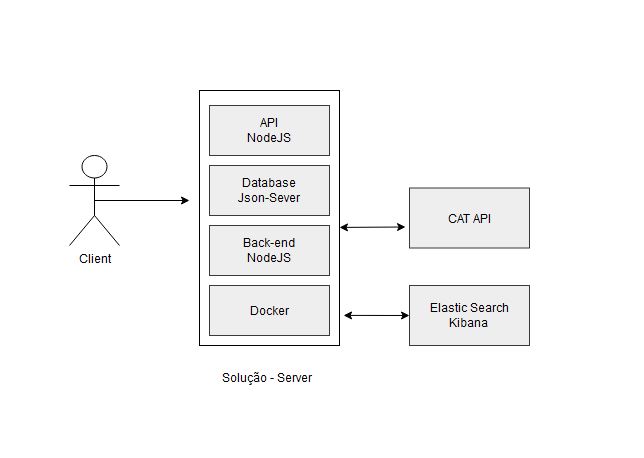 API
NodeJS
Database
Json-Sever
Back-end
NodeJS
Docker
CAT API
Elastic Search
Kibana
Client
Solução - Server